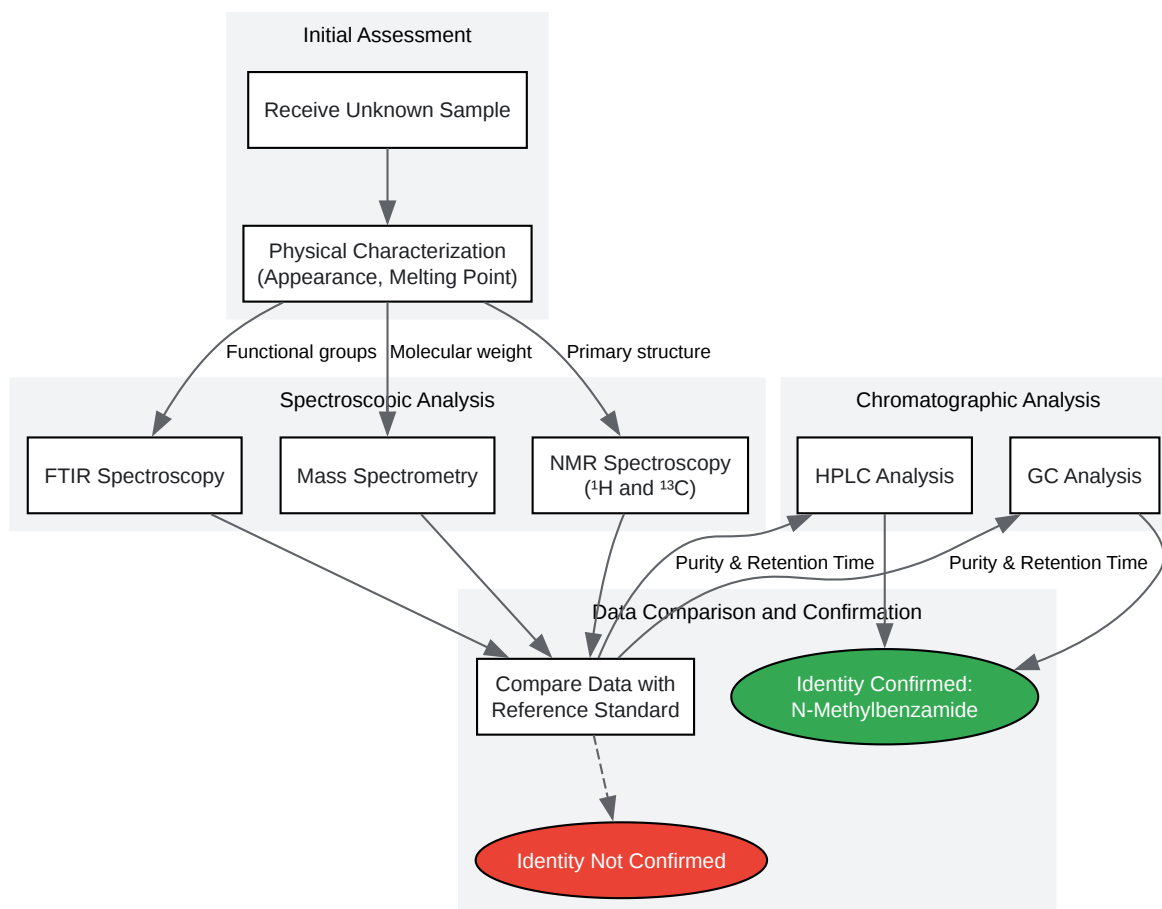 Initial Assessment
Receive Unknown Sample
Physical Characterization
(Appearance, Melting Point)
Functional groups
Molecular weight
Primary structure
Spectroscopic Analysis
Chromatographic Analysis
FTIR Spectroscopy
Mass Spectrometry
NMR Spectroscopy
(¹H and ¹³C)
HPLC Analysis
GC Analysis
Purity & Retention Time
Purity & Retention Time
Data Comparison and Confirmation
Compare Data with
Reference Standard
Identity Confirmed:
N-Methylbenzamide
Identity Not Confirmed